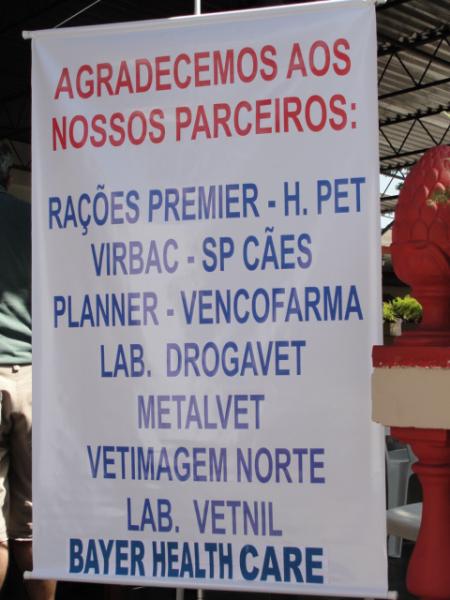 AGRADECEMOS AOS
NOSSOS PARCEIROS:
RAÇÕES PREMIER - H. PET
VIRBAC - SP CÃES
PLANNER - VENCOFARMA
LAB. DROGAVET
METALVET
VETIMAGEM NORTE
LAB. VETNIL
BAYER HEALTH CARE